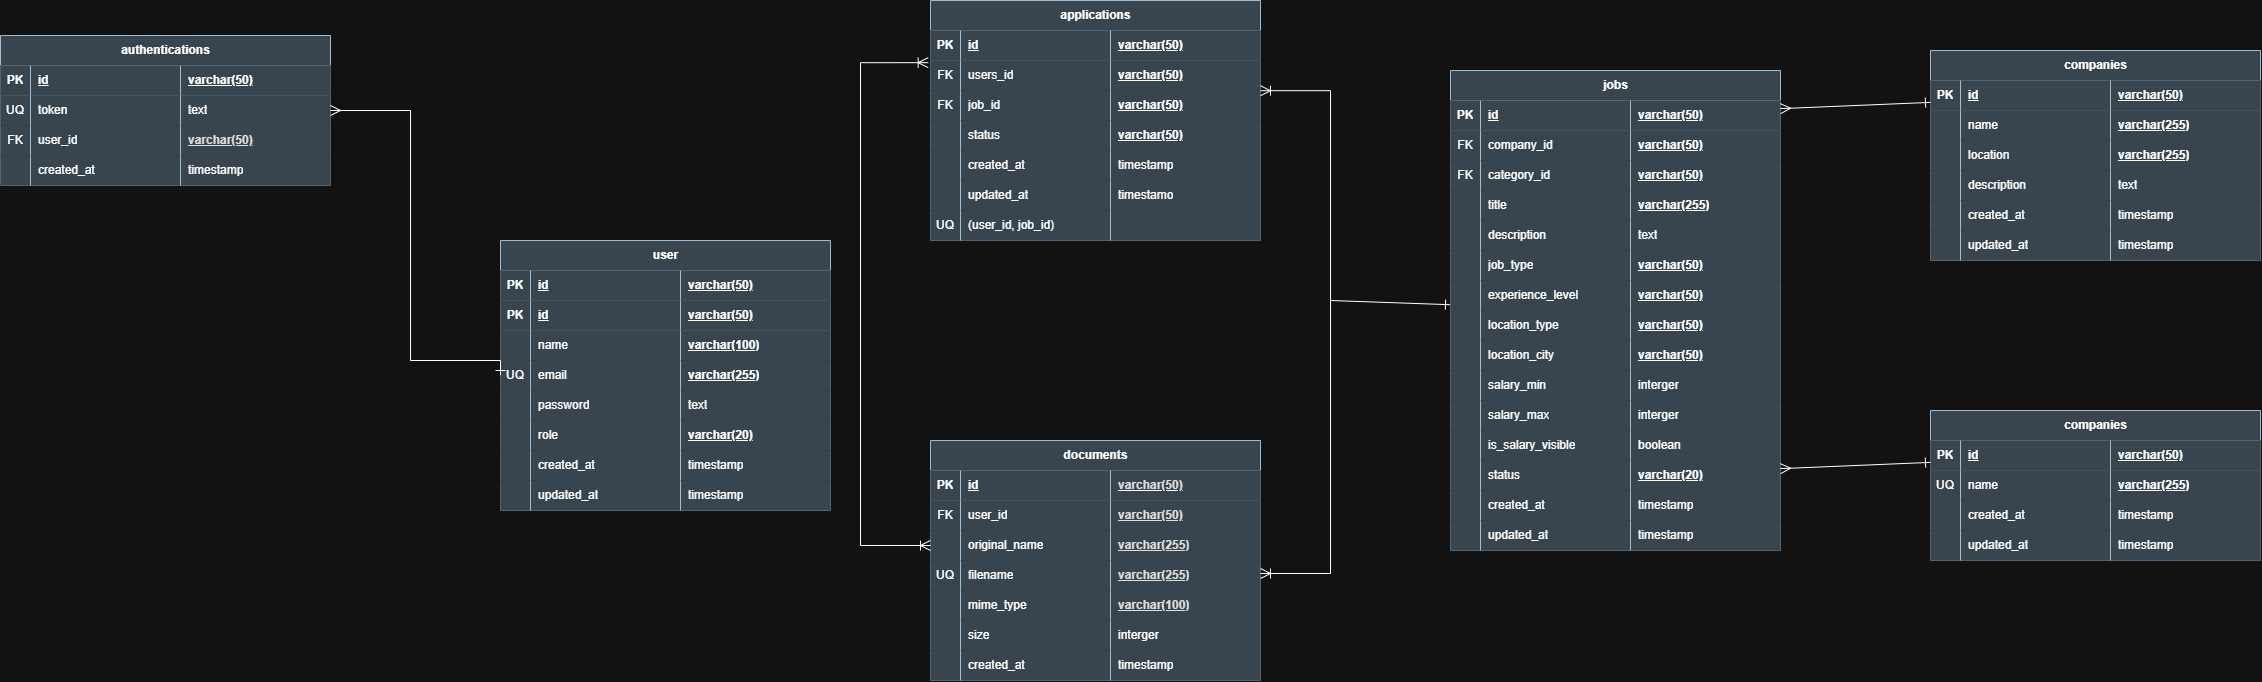 authentications
PK id varchar(50)
UQ token text
FK user_id varchar(50)
created_at timestamp
user
PK id varchar(50)
PK id varchar(50)
name varchar(100)
UQ email varchar(255)
password text
role varchar(20)
created_at timestamp
updated_at timestamp
applications
PK id varchar(50)
FK users_id varchar(50)
FK job_id varchar(50)
status varchar(50)
created_at timestamp
updated_at timestamo
UQ (user_id, job_id)
documents
PK id varchar(50)
FK user_id varchar(50)
original_name varchar(255)
UQ filename varchar(255)
mime_type varchar(100)
size interger
created_at timestamp
jobs
PK id varchar(50)
FK company_id varchar(50)
FK category_id varchar(50)
title varchar(255)
description text
job_type varchar(50)
experience_level varchar(50)
location_type varchar(50)
location_city varchar(50)
salary_min interger
salary_max interger
is_salary_visible boolean
status varchar(20)
created_at timestamp
updated_at timestamp
companies
PK id varchar(50)
name varchar(255)
location varchar(255)
description text
created_at timestamp
updated_at timestamp
companies
PK id varchar(50)
UQ name varchar(255)
created_at timestamp
updated_at timestamp